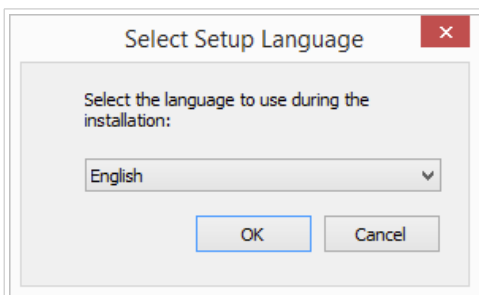 Select Setup Language
Select the language to use during the
installation:
English
OK
Cancel